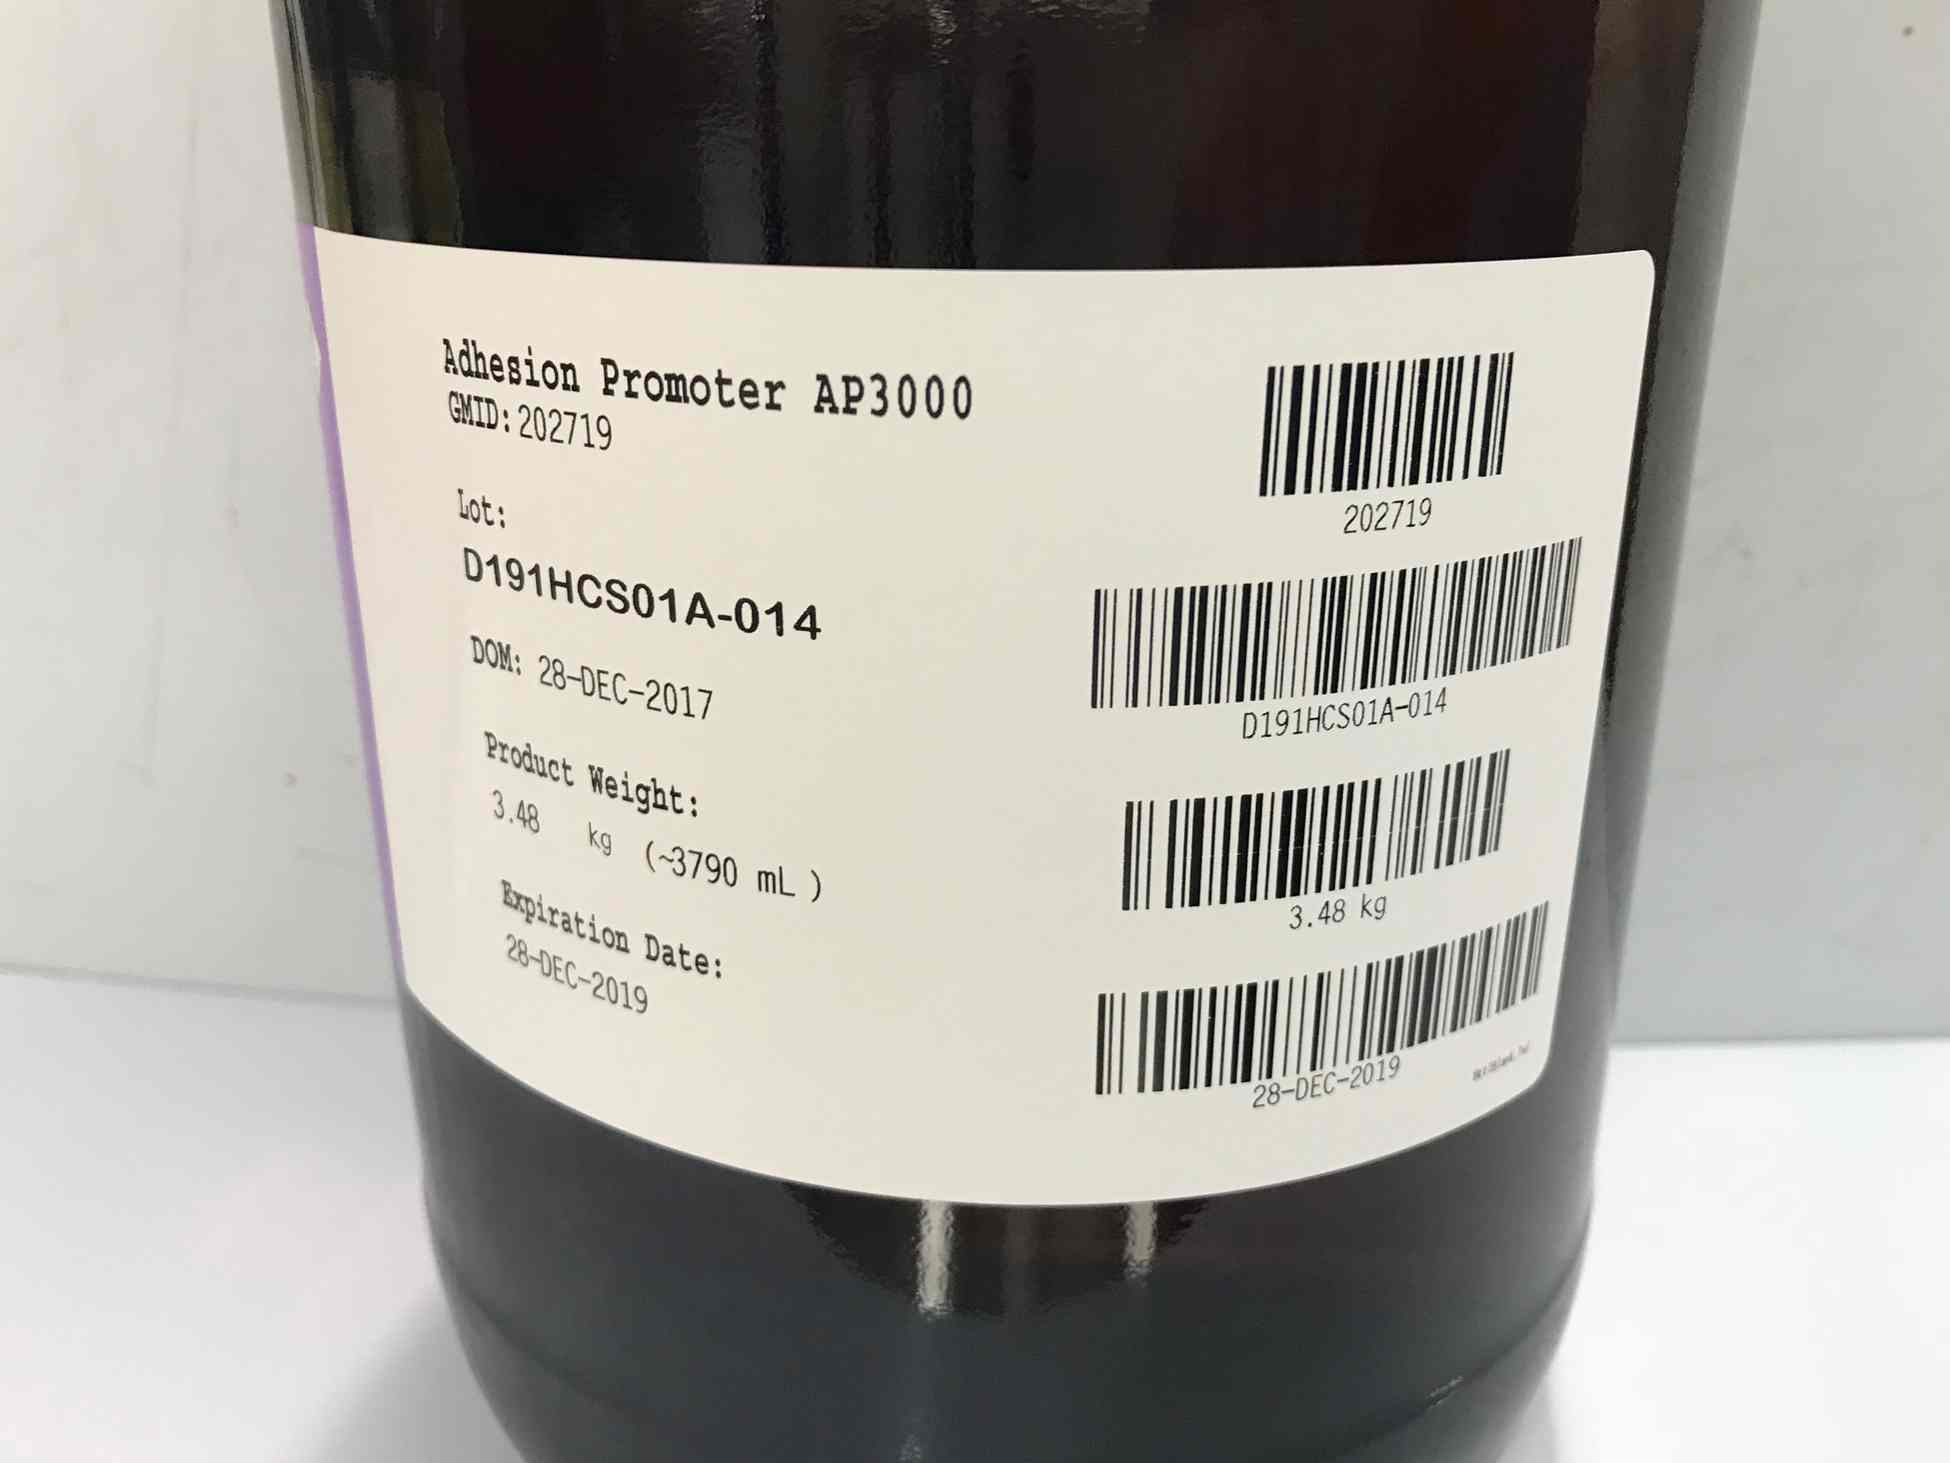 Adhesion Promoter AP3000
GMID: 202719
Lot:
D191HCS01A-014
DOM: 28-DEC-2017
Product Weight:
3.48 kg (~3790 mL )
Expiration Date:
28-DEC-2019
202719
D191HCS01A-014
3.48 kg
28-DEC-2019